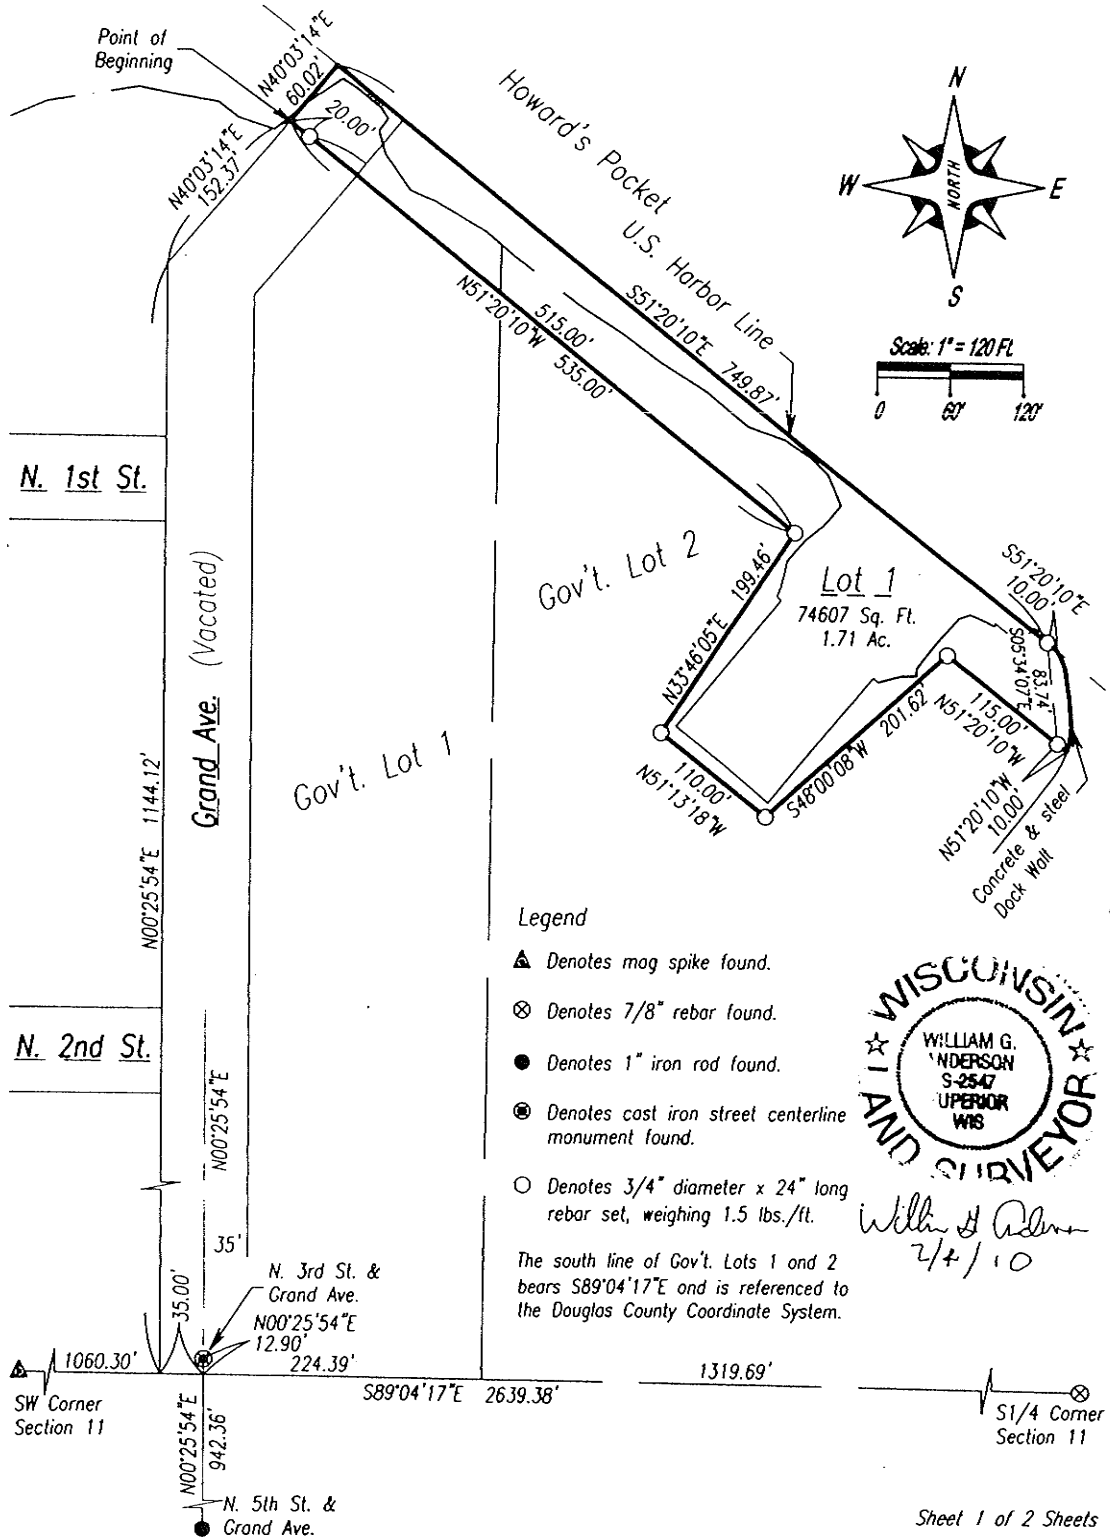 Point of
Beginning
N40°03'14"E
60.02'
20.00'
N40°03'14"E
152.37'
Howard's Pocket
U.S. Harbor Line
N
W
E
S
NORTH
Scale: 1" = 120 Ft.
0 60' 120'
S51°20'10"E 749.87'
515.00'
N51°20'10"W 535.00'
N. 1st St.
Grand Ave. (Vacated)
Gov't. Lot 2
Lot 1
74607 Sq. Ft.
1.71 Ac.
S51°20'10"E
10.00'
S05°34'07"E
83.74'
N33°46'05"E 199.46'
115.00'
N51°20'10"W
S48°00'08"W 201.62'
110.00'
N51°13'18"W
N51°20'10"W
10.00'
Concrete & steel
Dock Wall
Gov't. Lot 1
N00°25'54"E 1144.12'
N. 2nd St.
N00°25'54"E
35'
35.00'
Legend
Denotes mag spike found.
Denotes 7/8" rebar found.
Denotes 1" iron rod found.
Denotes cast iron street centerline
monument found.
Denotes 3/4" diameter x 24" long
rebar set, weighing 1.5 lbs./ft.
The south line of Gov't. Lots 1 and 2
bears S89°04'17"E and is referenced to
the Douglas County Coordinate System.
WISCONSIN
WILLIAM G.
ANDERSON
S-2547
SUPERIOR
WIS
LAND SURVEYOR
2/4/10
N. 3rd St. &
Grand Ave.
N00°25'54"E
12.90'
1060.30'
224.39'
1319.69'
S89°04'17"E 2639.38'
SW Corner
Section 11
S1/4 Corner
Section 11
N00°25'54"E
942.36'
N. 5th St. &
Grand Ave.
Sheet 1 of 2 Sheets